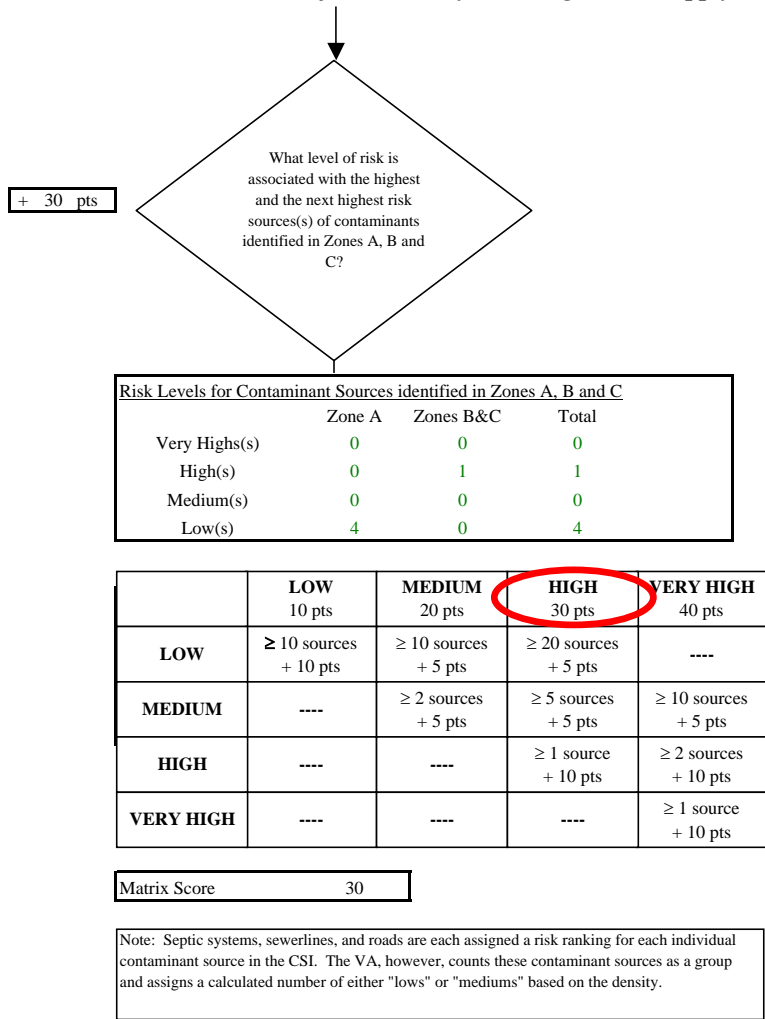 What level of risk is
associated with the highest
and the next highest risk
sources(s) of contaminants
identified in Zones A, B and
C?
+ 30 pts
Risk Levels for Contaminant Sources identified in Zones A, B and C
Zone A Zones B&C Total
Very Highs(s) 0 0 0
High(s) 0 1 1
Medium(s) 0 0 0
Low(s) 4 0 4
LOW MEDIUM HIGH VERY HIGH
10 pts 20 pts 30 pts 40 pts
LOW ≥ 10 sources ≥ 10 sources ≥ 20 sources ----
+ 10 pts + 5 pts + 5 pts
MEDIUM ---- ≥ 2 sources ≥ 5 sources ≥ 10 sources
+ 5 pts + 5 pts + 5 pts
HIGH ---- ---- ≥ 1 source ≥ 2 sources
+ 10 pts + 10 pts
VERY HIGH ---- ---- ---- ≥ 1 source
+ 10 pts
Matrix Score 30
Note: Septic systems, sewerlines, and roads are each assigned a risk ranking for each individual
contaminant source in the CSI. The VA, however, counts these contaminant sources as a group
and assigns a calculated number of either "lows" or "mediums" based on the density.